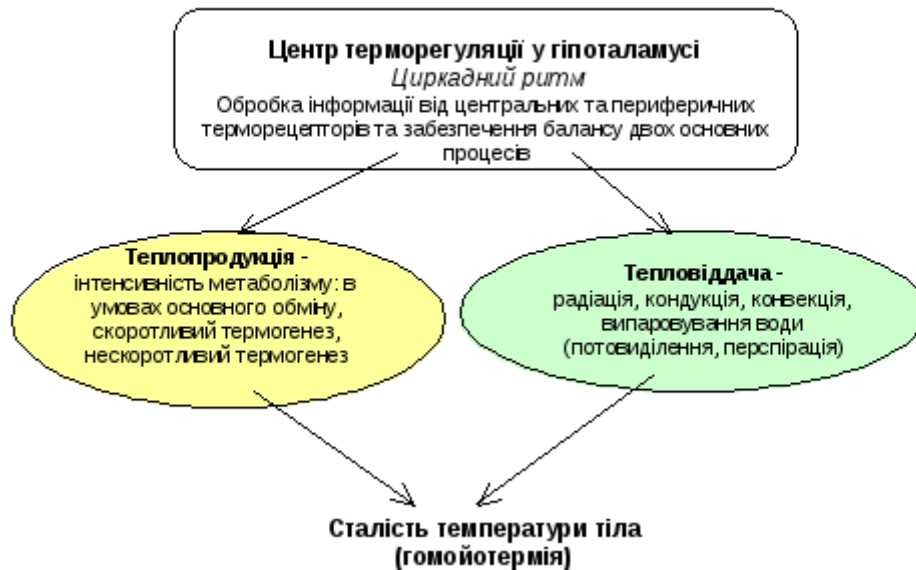 Центр терморегуляції у гіпоталамусі
Циркадний ритм
Обробка інформації від центральних та периферичних
терморецепторів та забезпечення балансу двох основних
процесів
Теплопродукція -
інтенсивність метаболізму: в
умовах основного обміну,
скоротливий термогенез,
нескоротливий термогенез
Тепловіддача -
радіація, кондукція, конвекція,
випаровування води
(потовиділення, перспірація)
Сталість температури тіла
(гомойотермія)